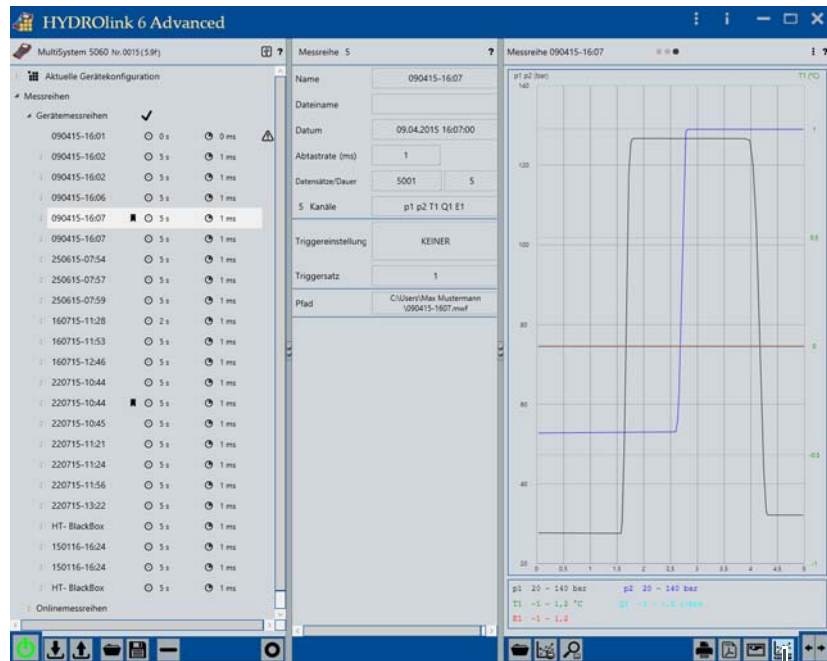 HYDROlink 6 Advanced
MultiSystem 5060 Nr.0015 (5.9f) ?
Aktuelle Gerätekonfiguration
Messreihen
Gerätemessreihen
090415-16:01 0 s 0 ms
090415-16:02 5 s 1 ms
090415-16:02 5 s 1 ms
090415-16:06 5 s 1 ms
090415-16:07 5 s 1 ms
090415-16:07 5 s 1 ms
250615-07:54 5 s 1 ms
250615-07:57 5 s 1 ms
250615-07:59 5 s 1 ms
160715-11:28 2 s 1 ms
160715-11:53 5 s 1 ms
160715-12:46 5 s 1 ms
220715-10:44 5 s 1 ms
220715-10:44 5 s 1 ms
220715-10:45 5 s 1 ms
220715-11:21 5 s 1 ms
220715-11:24 5 s 1 ms
220715-11:56 5 s 1 ms
220715-13:22 5 s 1 ms
HT- BlackBox 5 s 1 ms
150116-16:24 5 s 1 ms
150116-16:24 5 s 1 ms
HT- BlackBox 5 s 1 ms
Onlinemessreihen
Messreihe 5 ?
Name 090415-16:07
Dateiname
Datum 09.04.2015 16:07:00
Abtastrate (ms) 1
Datensätze/Dauer 5001 5
5 Kanäle p1 p2 T1 Q1 E1
Triggereinstellung KEINER
Triggersatz 1
Pfad C:\Users\Max Mustermann
\090415-1607.mwf
Messreihe 090415-16:07 ?
p1 p2 (bar) T1 (°C)
140
1
120
100 0.5
80
0
60
-0.5
40
20 -1
0 0.5 1 1.5 2 2.5 3 3.5 4 4.5 5
p1 20 - 140 bar p2 20 - 140 bar
T1 -1 - 1,2 °C
E1 -1 - 1,2